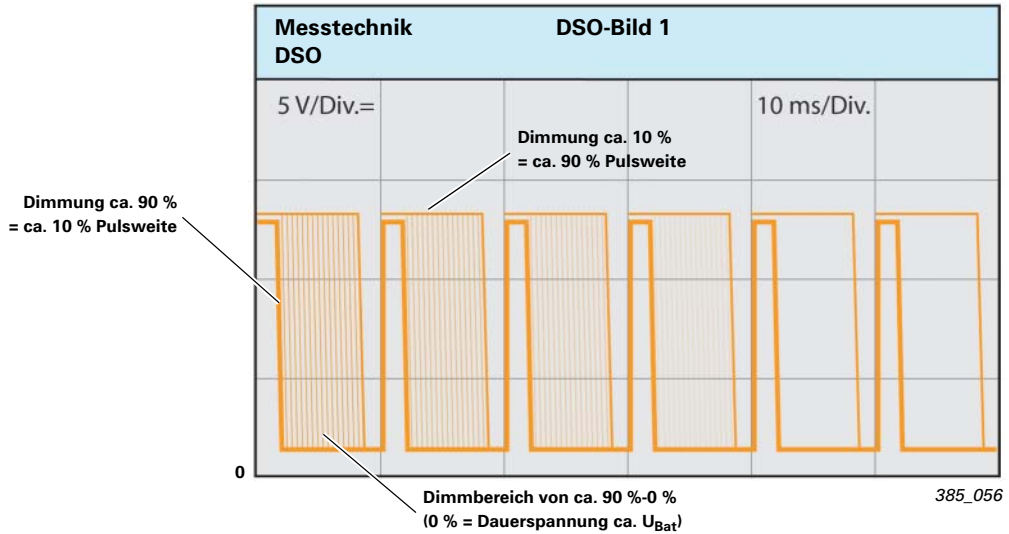 Messtechnik DSO-Bild 1
DSO
5 V/Div.= 10 ms/Div.
Dimmung ca. 10 %
= ca. 90 % Pulsweite
Dimmung ca. 90 %
= ca. 10 % Pulsweite
0
Dimmbereich von ca. 90 %-0 %
(0 % = Dauerspannung ca. UBat)
385_056